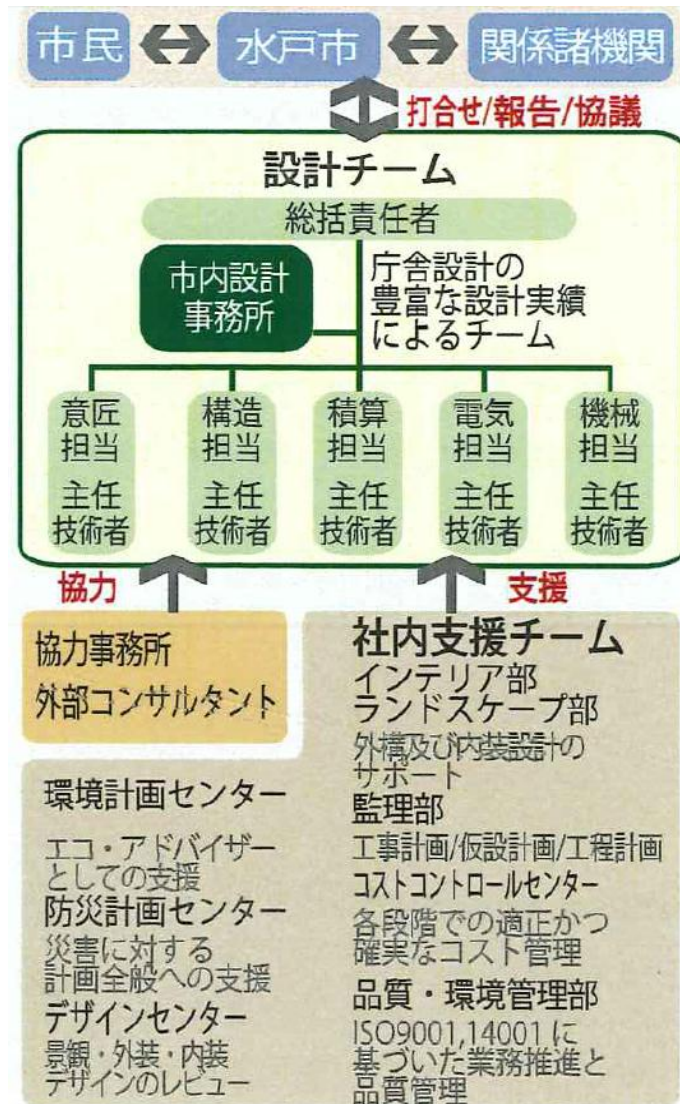 市民
水戸市
関係諸機関
打合せ/報告/協議
設計チーム
総括責任者
市内設計
事務所
庁舎設計の
豊富な設計実績
によるチーム
意匠
担当
主任
技術者
構造
担当
主任
技術者
積算
担当
主任
技術者
電気
担当
主任
技術者
機械
担当
主任
技術者
協力
支援
協力事務所
外部コンサルタント
社内支援チーム
インテリア部
ランドスケープ部
外構及び内装設計の
サポート
監理部
工事計画/仮設計画/工程計画
コストコントロールセンター
各段階での適正かつ
確実なコスト管理
品質・環境管理部
ISO9001,14001に
基づいた業務推進と
品質管理
環境計画センター
エコ・アドバイザー
としての支援
防災計画センター
災害に対する
計画全般への支援
デザインセンター
景観・外装・内装
デザインのレビュー